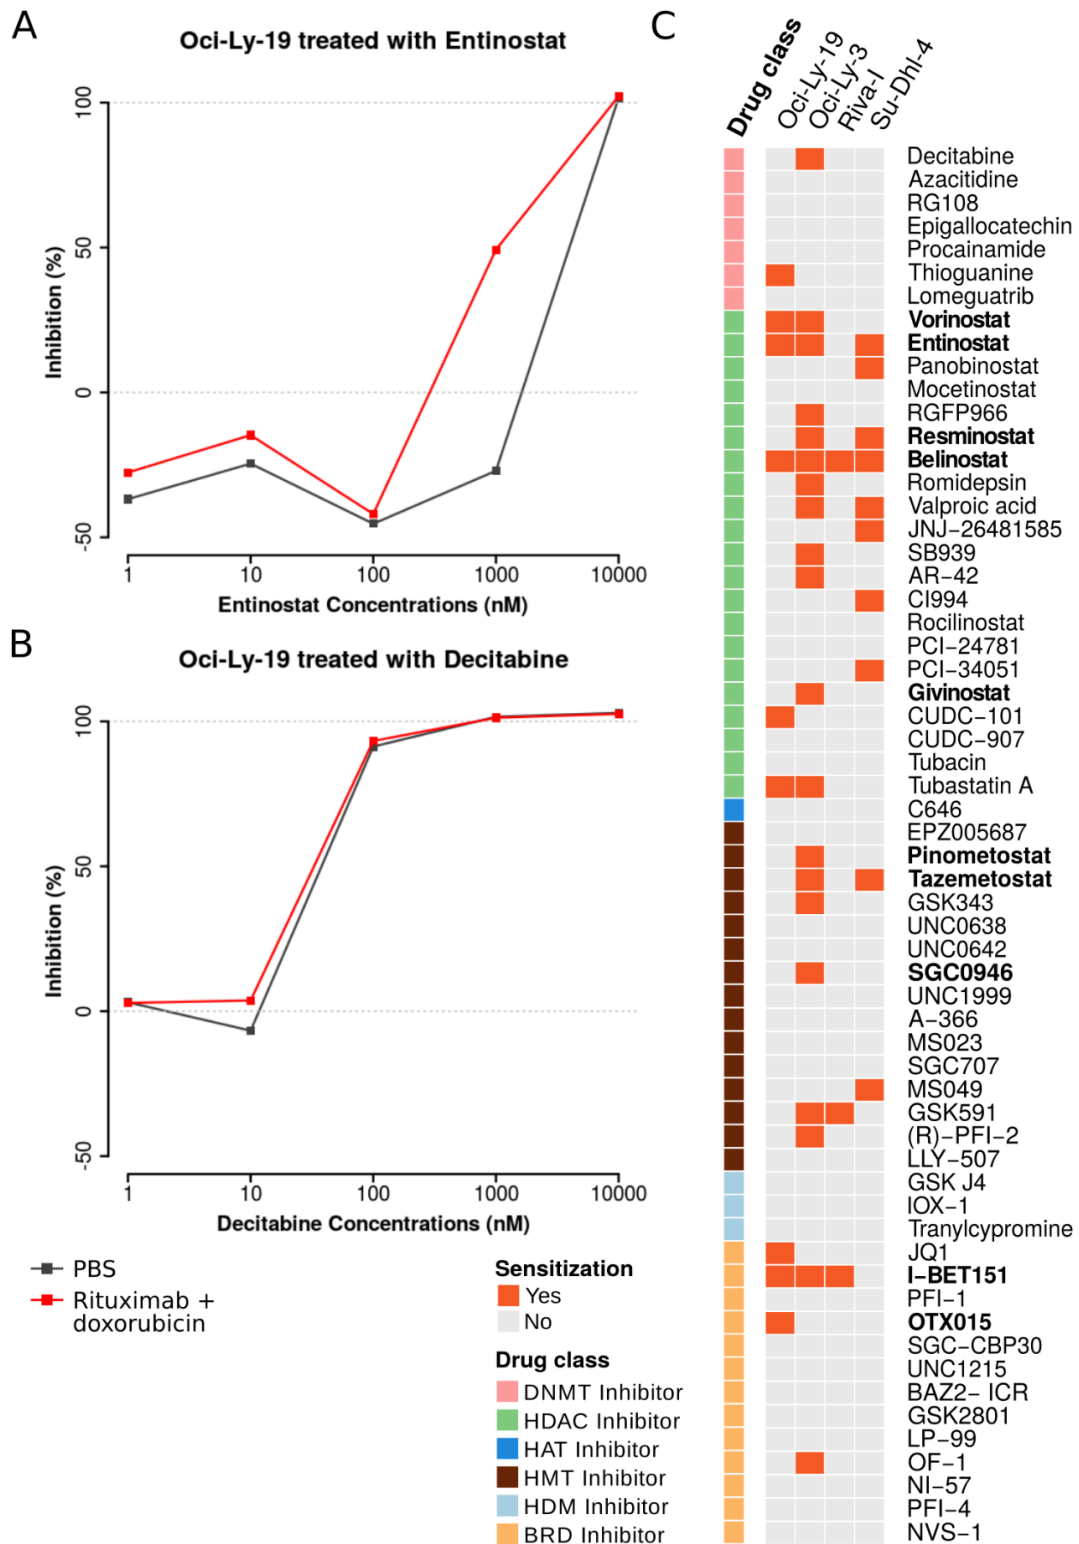 A
Oci-Ly-19 treated with Entinostat
Inhibition (%)
100
50
0
-50
1 10 100 1000 10000
Entinostat Concentrations (nM)
B
Oci-Ly-19 treated with Decitabine
Inhibition (%)
100
50
0
-50
1 10 100 1000 10000
Decitabine Concentrations (nM)
PBS
Rituximab +
doxorubicin
Sensitization
Yes
No
Drug class
DNMT Inhibitor
HDAC Inhibitor
HAT Inhibitor
HMT Inhibitor
HDM Inhibitor
BRD Inhibitor
C
Drug class
Oci-Ly-19
Oci-Ly-3
Riva-I
Su-Dhl-4
Decitabine
Azacitidine
RG108
Epigallocatechin
Procainamide
Thioguanine
Lomeguatrib
Vorinostat
Entinostat
Panobinostat
Mocetinostat
RGFP966
Resminostat
Belinostat
Romidepsin
Valproic acid
JNJ-26481585
SB939
AR-42
CI994
Rocilinostat
PCI-24781
PCI-34051
Givinostat
CUDC-101
CUDC-907
Tubacin
Tubastatin A
C646
EPZ005687
Pinometostat
Tazemetostat
GSK343
UNC0638
UNC0642
SGC0946
UNC1999
A-366
MS023
SGC707
MS049
GSK591
(R)-PFI-2
LLY-507
GSK J4
IOX-1
Tranylcypromine
JQ1
I-BET151
PFI-1
OTX015
SGC-CBP30
UNC1215
BAZ2- ICR
GSK2801
LP-99
OF-1
NI-57
PFI-4
NVS-1